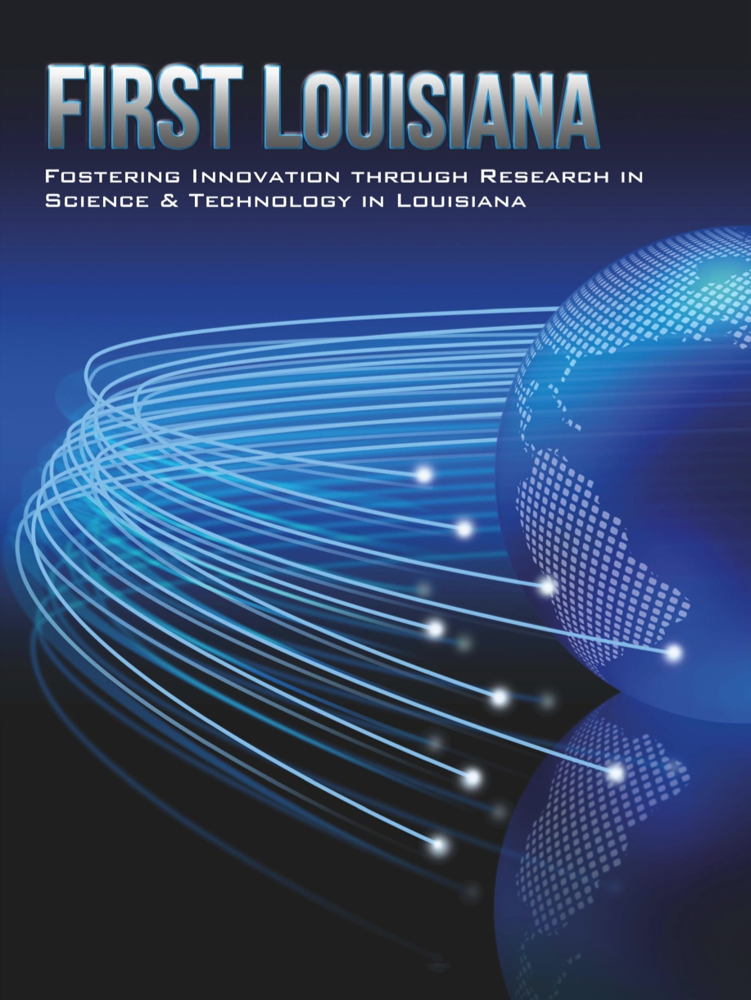 FIRST LOUISIANA
FOSTERING INNOVATION THROUGH RESEARCH IN
SCIENCE & TECHNOLOGY IN LOUISIANA